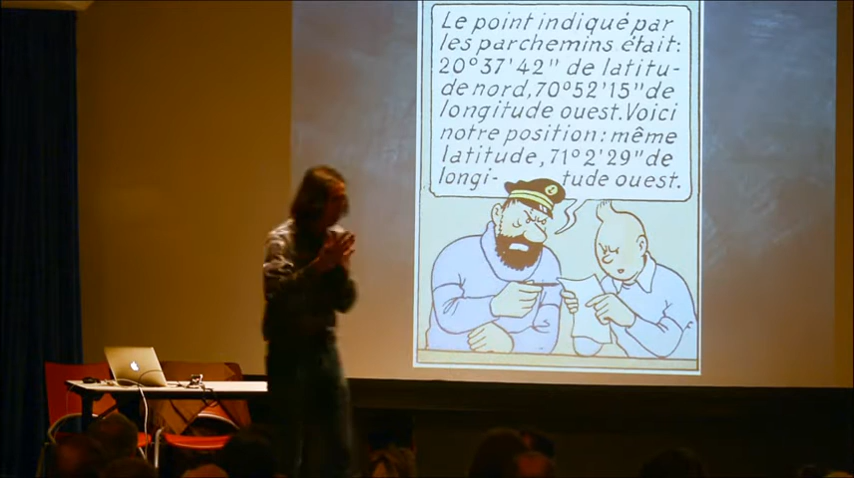 Le point indiqué par
les parchemins était:
20°37'42" de latitu-
de nord, 70°52'15" de
longitude ouest. Voici
notre position: même
latitude, 71°2'29" de
longi- tude ouest.